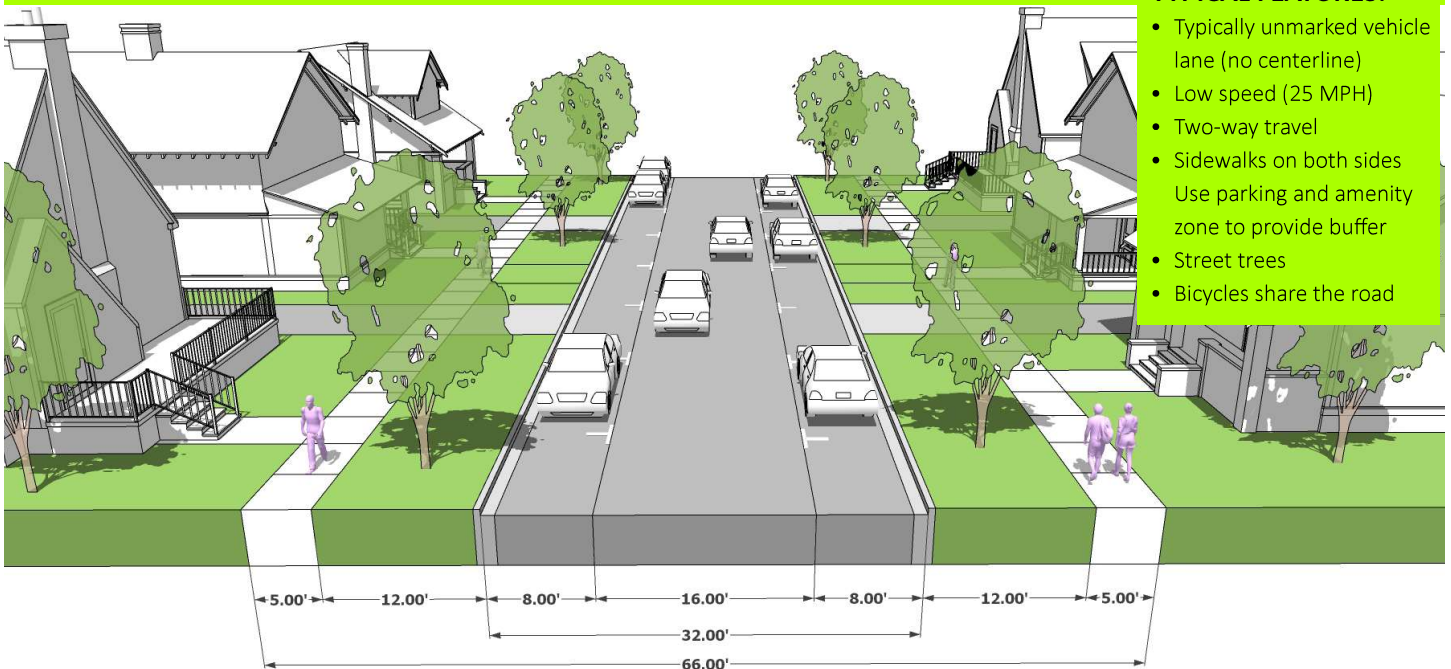 TYPICAL FEATURES:
• Typically unmarked vehicle
lane (no centerline)
• Low speed (25 MPH)
• Two-way travel
• Sidewalks on both sides
Use parking and amenity
zone to provide buffer
• Street trees
• Bicycles share the road
5.00'
12.00'
8.00'
16.00'
8.00'
12.00'
5.00'
32.00'
66.00'